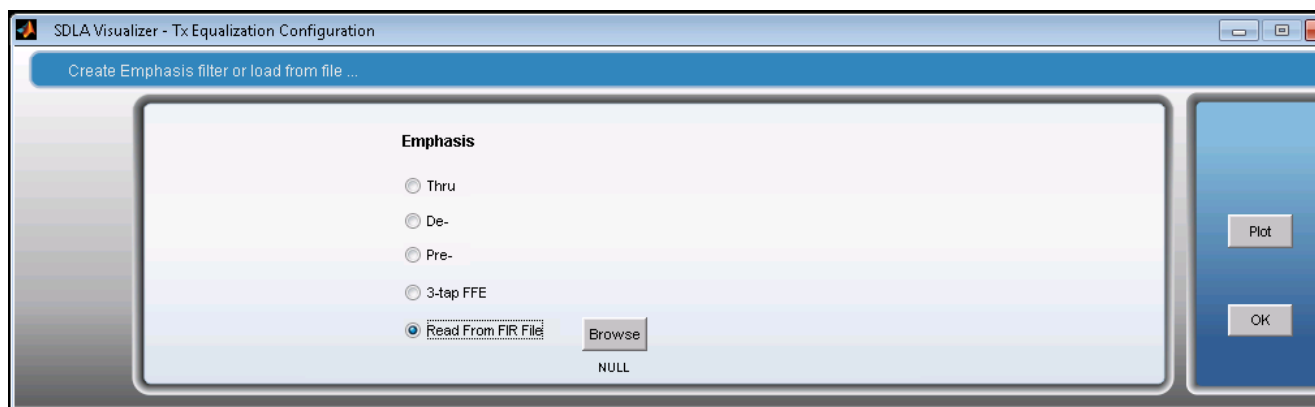 SDLA Visualizer - Tx Equalization Configuration
Create Emphasis filter or load from file ...
Emphasis
Thru
De-
Pre-
3-tap FFE
Read From FIR File
Browse
NULL
Plot
OK